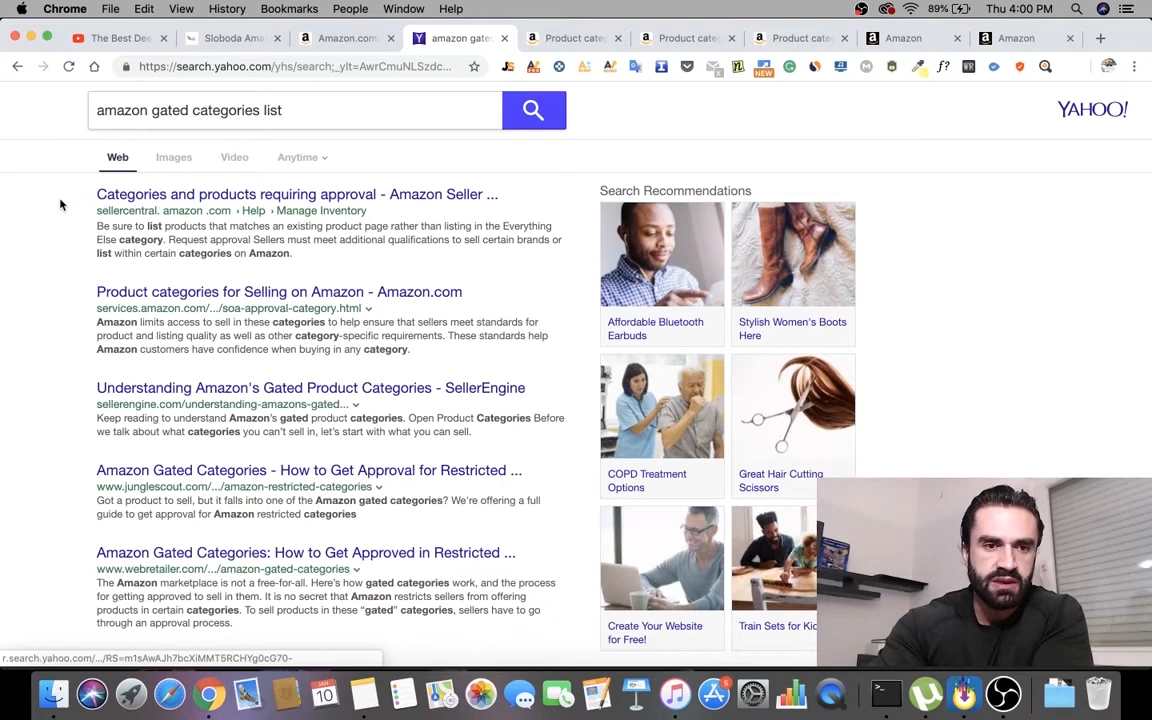 Chrome File Edit View History Bookmarks People Window Help 89% Thu 4:00 PM
The Best De
Sloboda Ama
Amazon.com/
amazon gate
Product cate
Product cate
Product cate
Amazon
Amazon
https://search.yahoo.com/yhs/search;_ylt=AwrCmuNLSzdc...
NEW
amazon gated categories list
YAHOO!
Web Images Video Anytime
Categories and products requiring approval - Amazon Seller ...
sellercentral. amazon .com › Help › Manage Inventory
Be sure to list products that matches an existing product page rather than listing in the Everything
Else category. Request approval Sellers must meet additional qualifications to sell certain brands or
list within certain categories on Amazon.
Product categories for Selling on Amazon - Amazon.com
services.amazon.com/.../soa-approval-category.html
Amazon limits access to sell in these categories to help ensure that sellers meet standards for
product and listing quality as well as other category-specific requirements. These standards help
Amazon customers have confidence when buying in any category.
Understanding Amazon's Gated Product Categories - SellerEngine
sellerengine.com/understanding-amazons-gated...
Keep reading to understand Amazon's gated product categories. Open Product Categories Before
we talk about what categories you can't sell in, let's start with what you can sell.
Amazon Gated Categories - How to Get Approval for Restricted ...
www.junglescout.com/.../amazon-restricted-categories
Got a product to sell, but it falls into one of the Amazon gated categories? We're offering a full
guide to get approval for Amazon restricted categories
Amazon Gated Categories: How to Get Approved in Restricted ...
www.webretailer.com/.../amazon-gated-categories
The Amazon marketplace is not a free-for-all. Here's how gated categories work, and the process
for getting approved to sell in them. It is no secret that Amazon restricts sellers from offering
products in certain categories. To sell products in these “gated” categories, sellers have to go
through an approval process.
Search Recommendations
Affordable Bluetooth
Earbuds
Stylish Women's Boots
Here
COPD Treatment
Options
Great Hair Cutting
Scissors
Create Your Website
for Free!
Train Sets for Kid
r.search.yahoo.com/.../RS=m1sAwAJh7bcXiMMT5RCHYg0cG70-
JAN
10
5